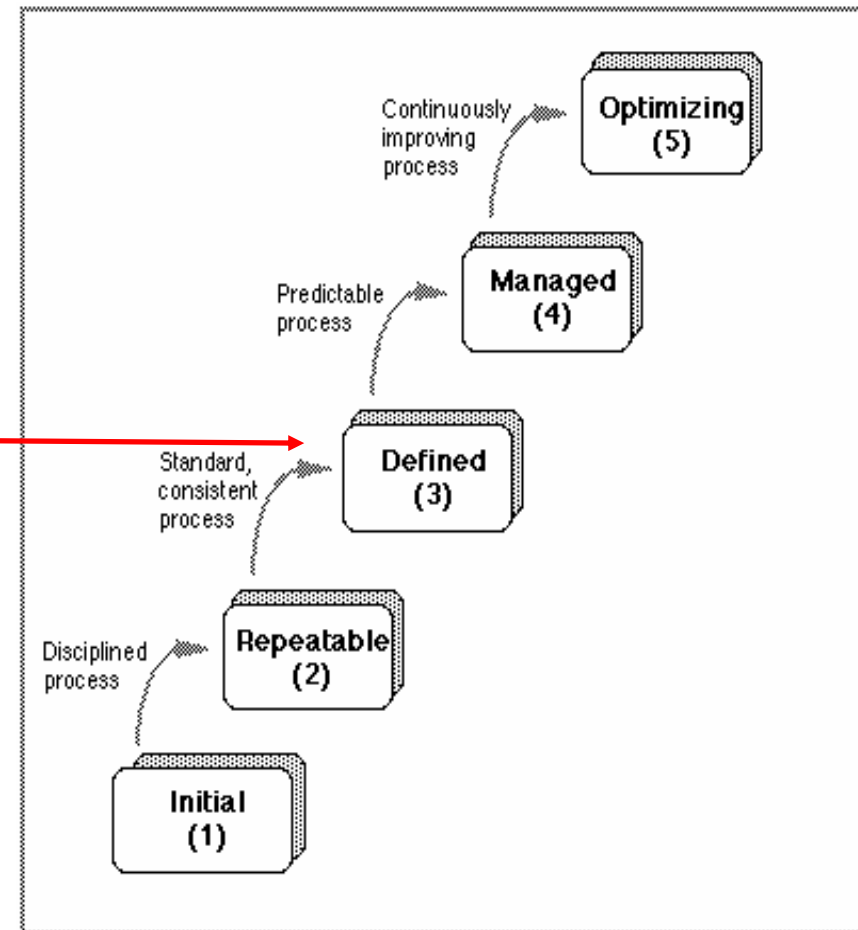 Continuously
improving
process
Optimizing
(5)
Predictable
process
Managed
(4)
Standard,
consistent
process
Defined
(3)
Disciplined
process
Repeatable
(2)
Initial
(1)